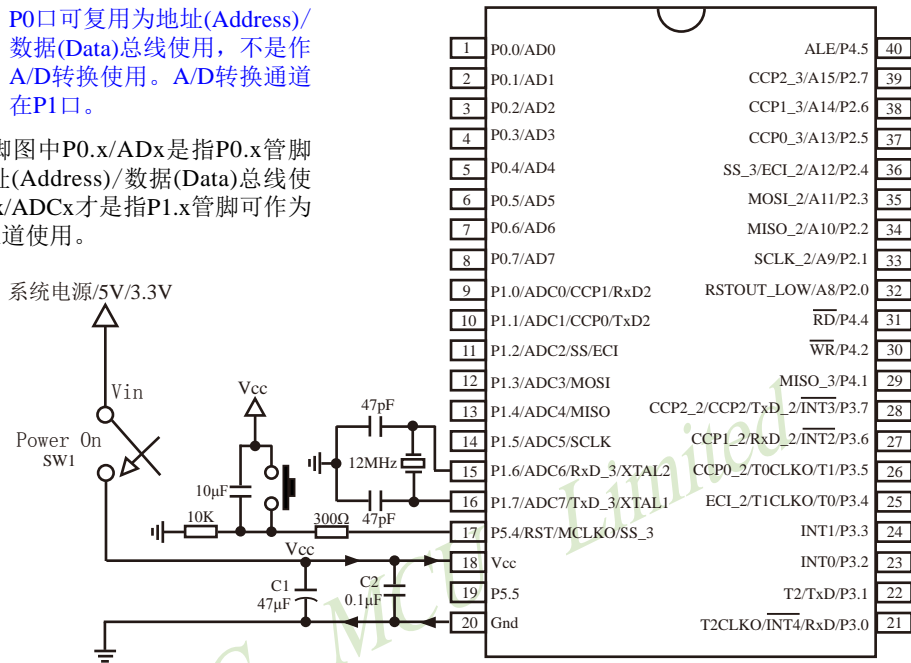 P0口可复用为地址(Address)/
数据(Data)总线使用，不是作
A/D转换使用。A/D转换通道
在P1口。
脚图中P0.x/ADx是指P0.x管脚
址(Address)/数据(Data)总线使
x/ADCx才是指P1.x管脚可作为
道使用。
系统电源/5V/3.3V
Vin
Power On
SW1
Vcc
10μF
10K
300Ω
47pF
12MHz
47pF
Vcc
C1
47μF
C2
0.1μF
1 P0.0/AD0
2 P0.1/AD1
3 P0.2/AD2
4 P0.3/AD3
5 P0.4/AD4
6 P0.5/AD5
7 P0.6/AD6
8 P0.7/AD7
9 P1.0/ADC0/CCP1/RxD2
10 P1.1/ADC1/CCP0/TxD2
11 P1.2/ADC2/SS/ECI
12 P1.3/ADC3/MOSI
13 P1.4/ADC4/MISO
14 P1.5/ADC5/SCLK
15 P1.6/ADC6/RxD_3/XTAL2
16 P1.7/ADC7/TxD_3/XTAL1
17 P5.4/RST/MCLKO/SS_3
18 Vcc
19 P5.5
20 Gnd
ALE/P4.5 40
CCP2_3/A15/P2.7 39
CCP1_3/A14/P2.6 38
CCP0_3/A13/P2.5 37
SS_3/ECI_2/A12/P2.4 36
MOSI_2/A11/P2.3 35
MISO_2/A10/P2.2 34
SCLK_2/A9/P2.1 33
RSTOUT_LOW/A8/P2.0 32
RD/P4.4 31
WR/P4.2 30
MISO_3/P4.1 29
CCP2_2/CCP2/TxD_2/INT3/P3.7 28
CCP1_2/RxD_2/INT2/P3.6 27
CCP0_2/T0CLKO/T1/P3.5 26
ECI_2/T1CLKO/T0/P3.4 25
INT1/P3.3 24
INT0/P3.2 23
T2/TxD/P3.1 22
T2CLKO/INT4/RxD/P3.0 21
MCU Limited